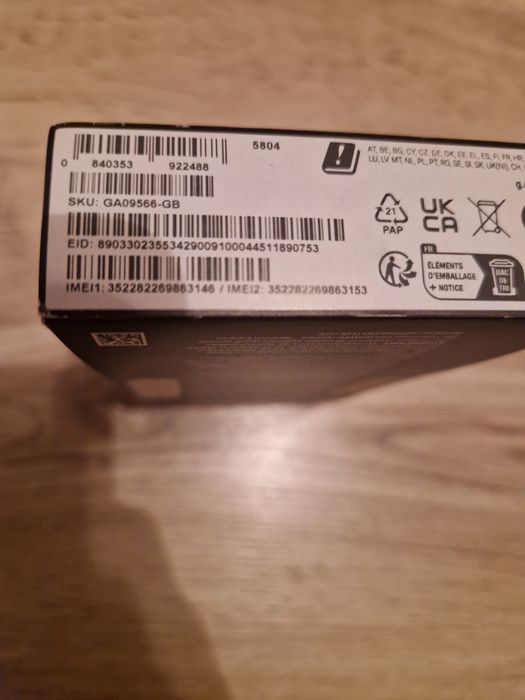 5804
0 840353 922488
SKU: GA09566-GB
EID: 89033023553429009100044511890753
IMEI1: 352282269863146 / IMEI2: 352282269863153
AT, BE, BG, CY, CZ, DE, DK, EE, EL, ES, FI, FR, HR
LU, LV MT, NL, PL, PT, RO, SE, SI, SK, UK(NI), CH,
21
PAP
UK
CA
FR
ÉLÉMENTS
D'EMBALLAGE
+ NOTICE
BAC
DE
TRI